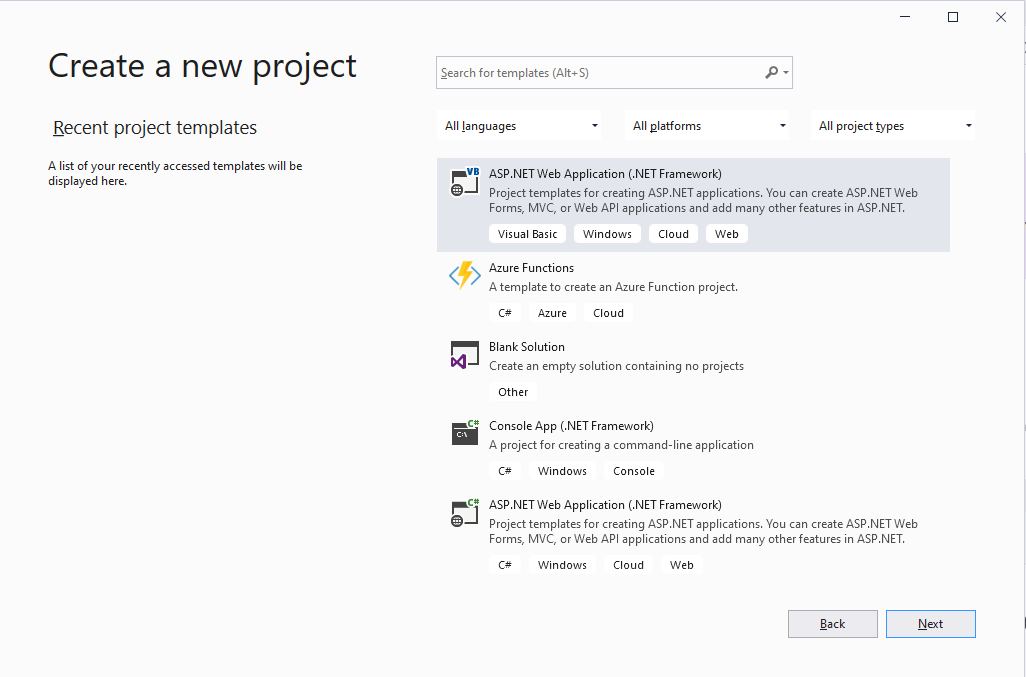 Create a new project
Search for templates (Alt+S)
Recent project templates
A list of your recently accessed templates will be
displayed here.
All languages
All platforms
All project types
VB
ASP.NET Web Application (.NET Framework)
Project templates for creating ASP.NET applications. You can create ASP.NET Web
Forms, MVC, or Web API applications and add many other features in ASP.NET.
Visual Basic Windows Cloud Web
Azure Functions
A template to create an Azure Function project.
C# Azure Cloud
Blank Solution
Create an empty solution containing no projects
Other
C#
C:\
Console App (.NET Framework)
A project for creating a command-line application
C# Windows Console
C#
ASP.NET Web Application (.NET Framework)
Project templates for creating ASP.NET applications. You can create ASP.NET Web
Forms, MVC, or Web API applications and add many other features in ASP.NET.
C# Windows Cloud Web
Back
Next